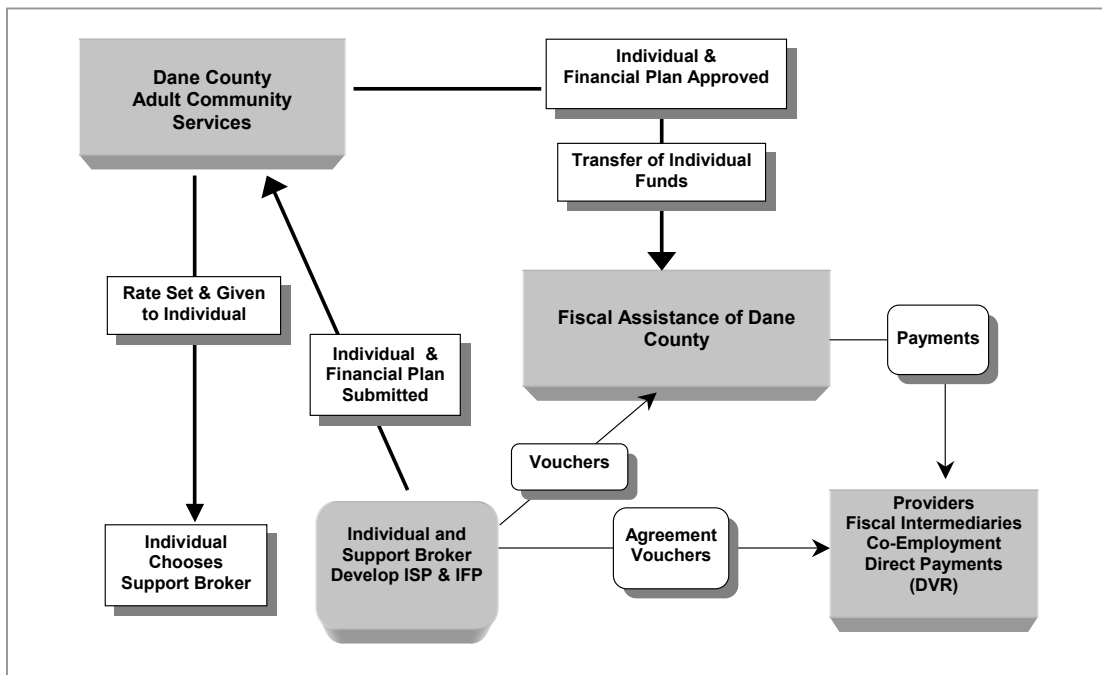 Dane County
Adult Community
Services
Individual &
Financial Plan Approved
Transfer of Individual
Funds
Rate Set & Given
to Individual
Individual &
Financial Plan
Submitted
Fiscal Assistance of Dane
County
Payments
Vouchers
Individual
Chooses
Support Broker
Individual and
Support Broker
Develop ISP & IFP
Agreement
Vouchers
Providers
Fiscal Intermediaries
Co-Employment
Direct Payments
(DVR)